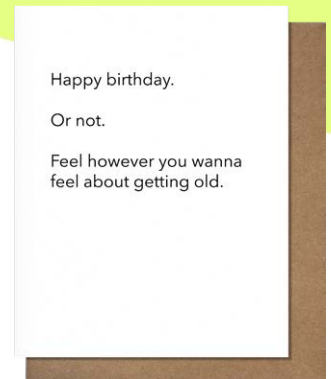 Happy birthday.
Or not.
Feel however you wanna
feel about getting old.